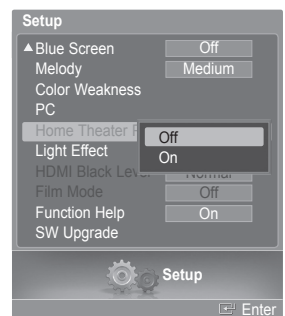 Setup
▲Blue Screen Off
Melody Medium
Color Weakness
PC
Home Theater
Off
On
Light Effect
HDMI Black Level Normal
Film Mode Off
Function Help On
SW Upgrade
Setup
Enter